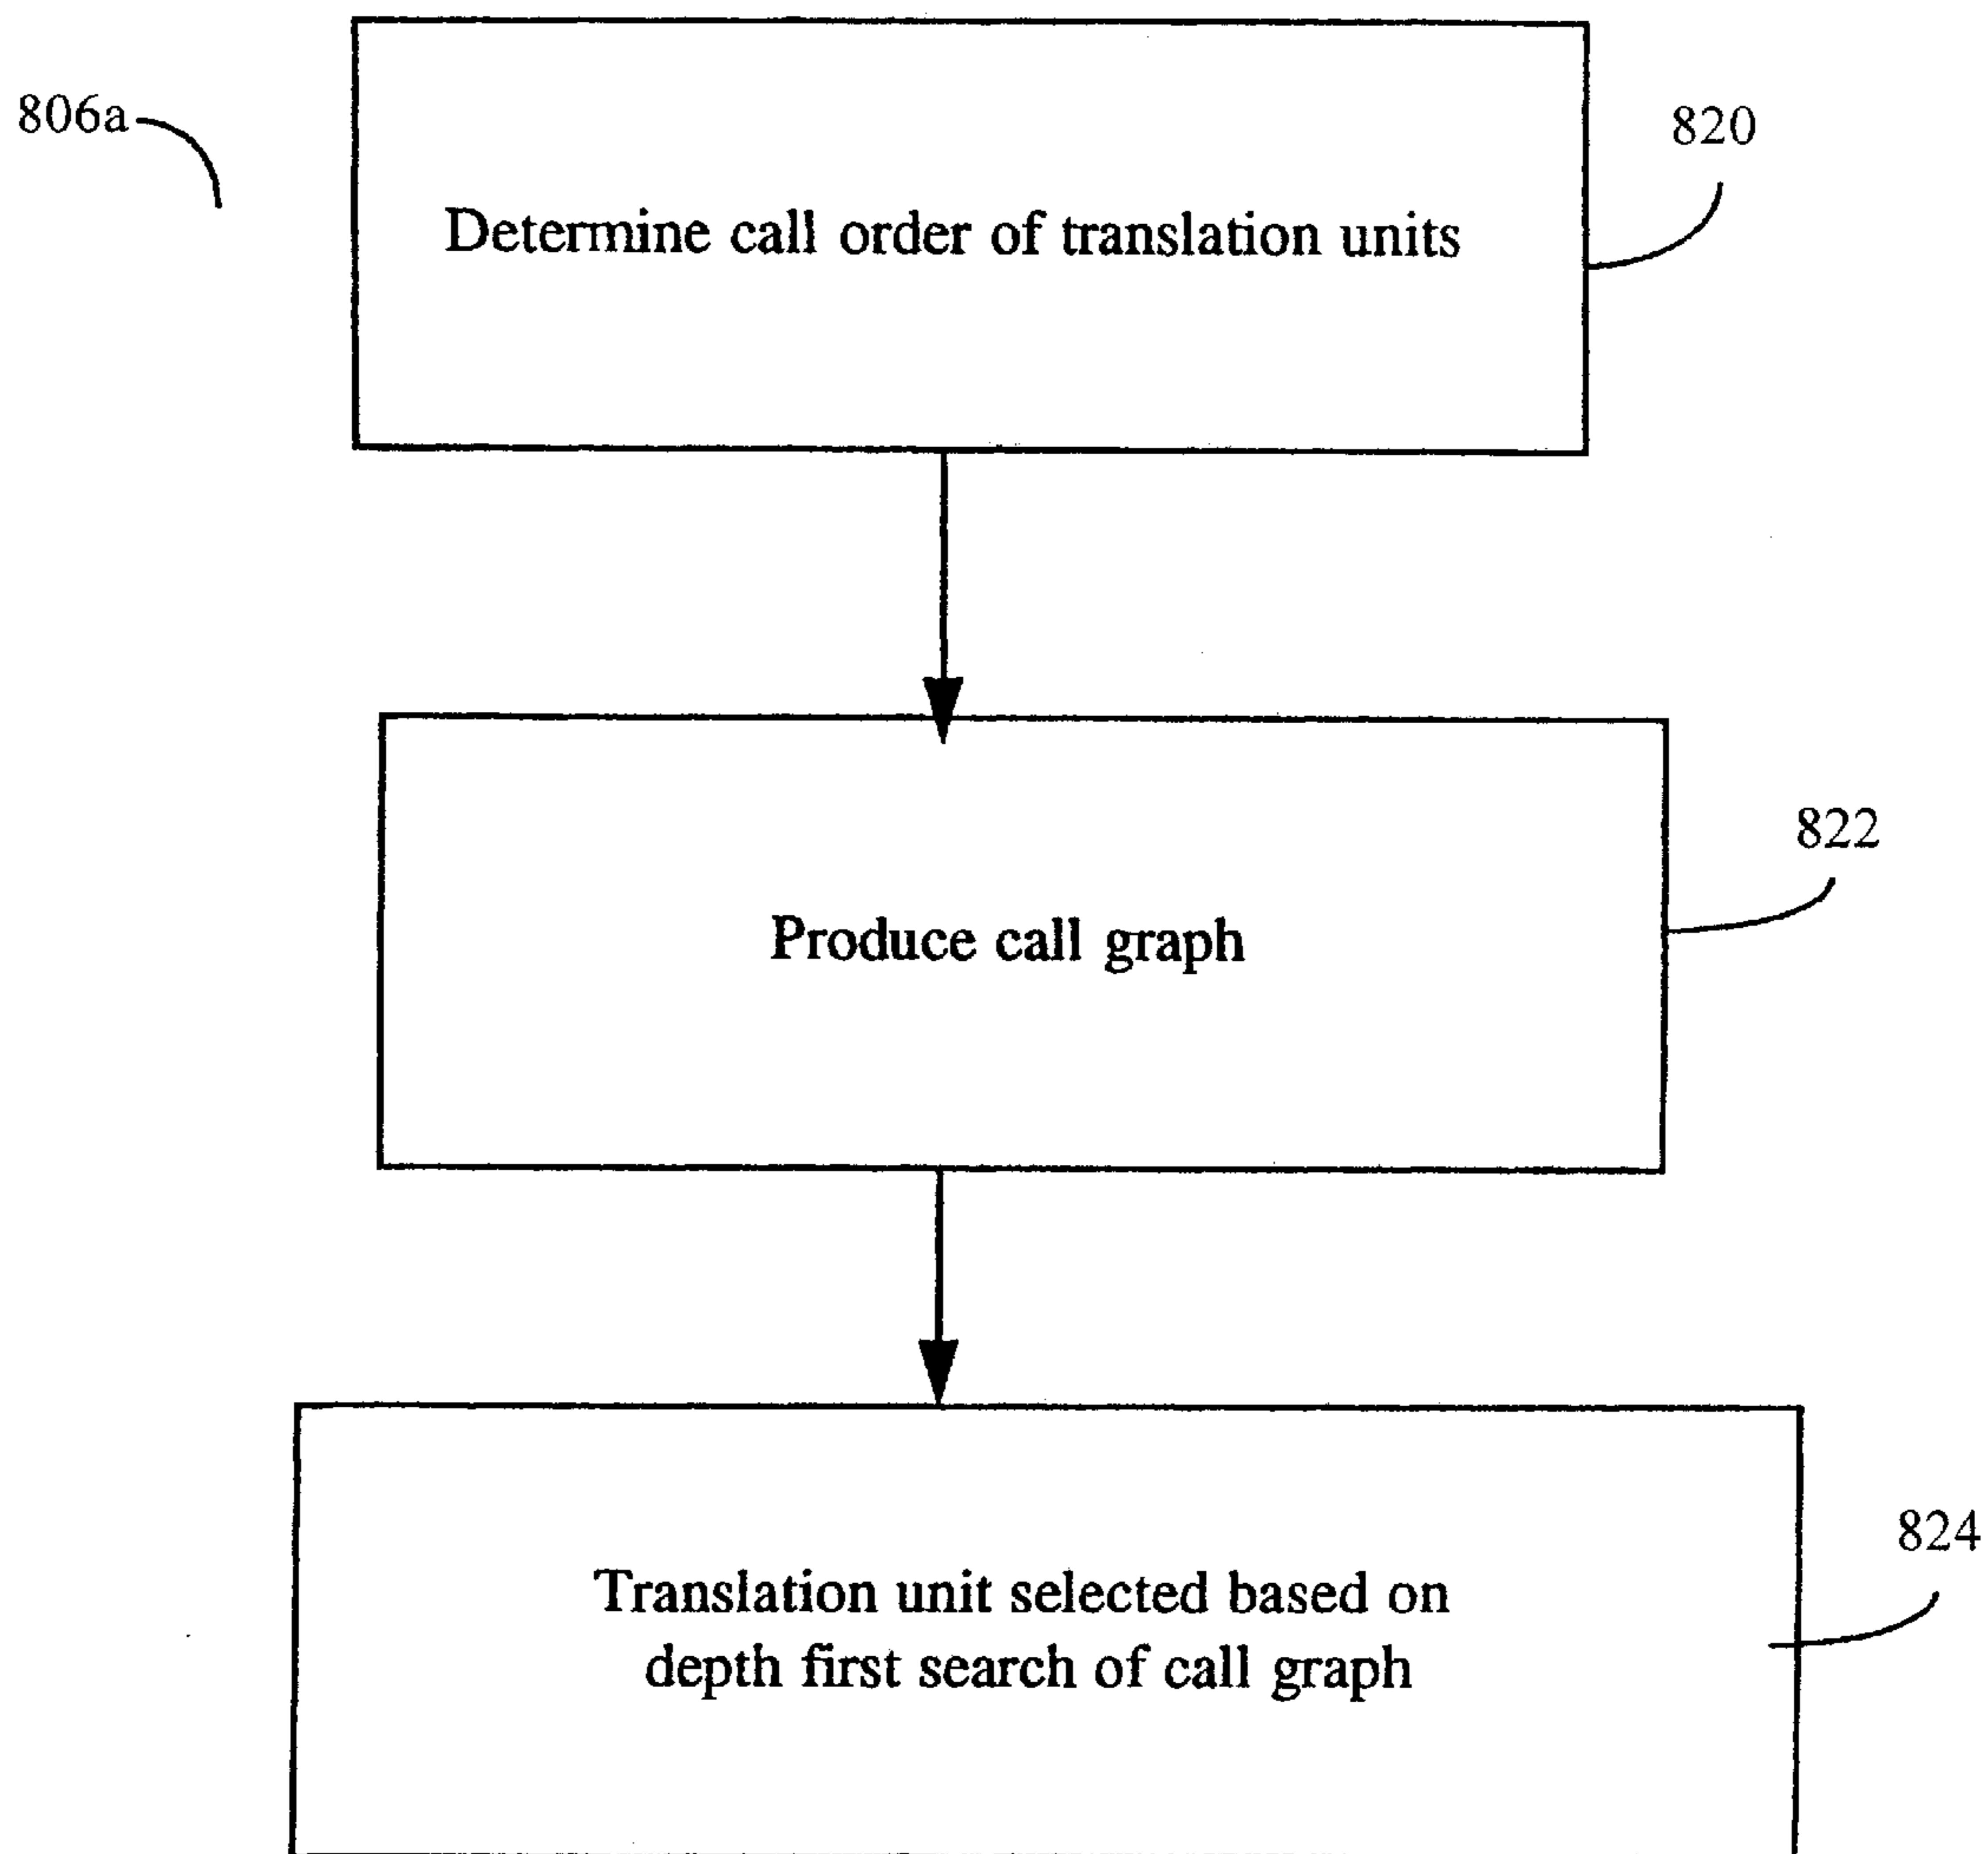 806a
820
Determine call order of translation units
822
Produce call graph
824
Translation unit selected based on
depth first search of call graph